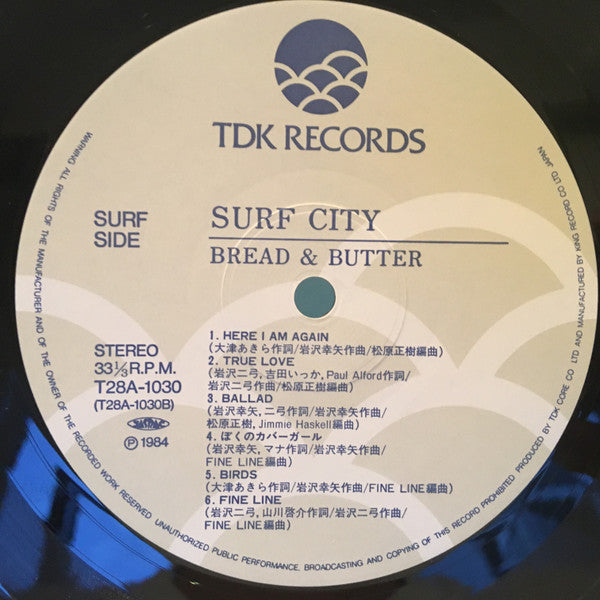 TDK RECORDS
SURF CITY
BREAD & BUTTER
SURF
SIDE
STEREO
33⅓R.P.M.
T28A-1030
(T28A-1030B)
Ⓟ1984
1. HERE I AM AGAIN
(大津あきら作詞/岩沢幸矢作曲/松原正樹編曲)
2. TRUE LOVE
(岩沢二弓, 吉田いっか, Paul Alford作詞/
岩沢二弓作曲/松原正樹編曲)
3. BALLAD
(岩沢幸矢, 二弓作詞/岩沢幸矢作曲/
松原正樹, Jimmie Haskell編曲)
4. ぼくのカバーガール
(岩沢幸矢, マナ作詞/岩沢幸矢作曲/
FINE LINE編曲)
5. BIRDS
(大津あきら作詞/岩沢幸矢作曲/FINE LINE編曲)
6. FINE LINE
(岩沢二弓, 山川啓介作詞/岩沢二弓作曲/
FINE LINE編曲)
WARNING ALL RIGHTS OF THE MANUFACTURER AND OF THE OWNER OF THE RECORDED WORK RESERVED. UNAUTHORIZED PUBLIC PERFORMANCE, BROADCASTING AND COPYING OF THIS RECORD PROHIBITED. PRODUCED BY TDK CORE CO LTD AND MANUFACTURED BY KING RECORD CO LTD JAPAN